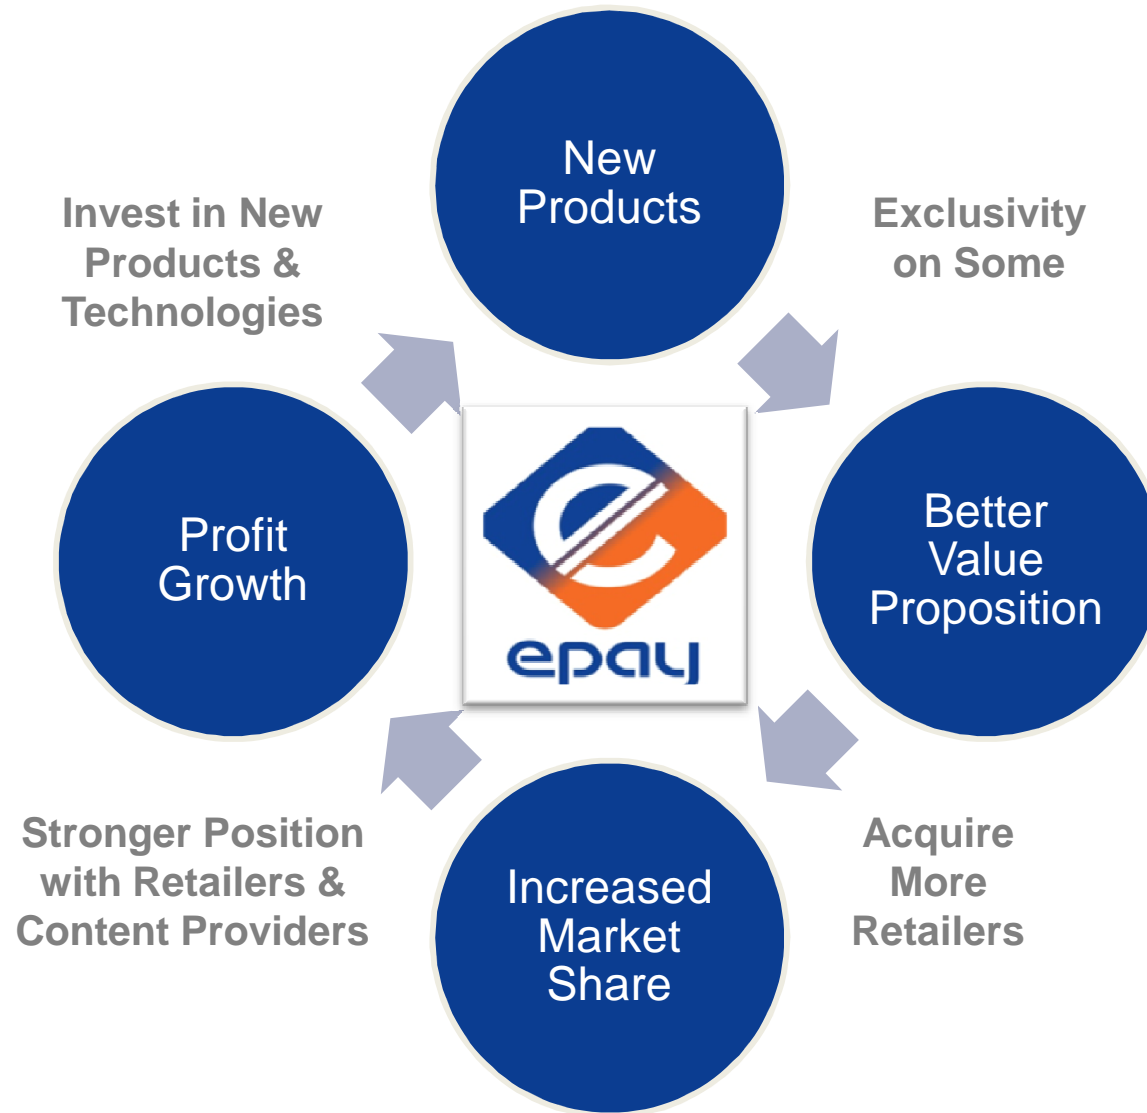 New
Products
Invest in New
Products &
Technologies
Exclusivity
on Some
Profit
Growth
epay
Better
Value
Proposition
Stronger Position
with Retailers &
Content Providers
Increased
Market
Share
Acquire
More
Retailers